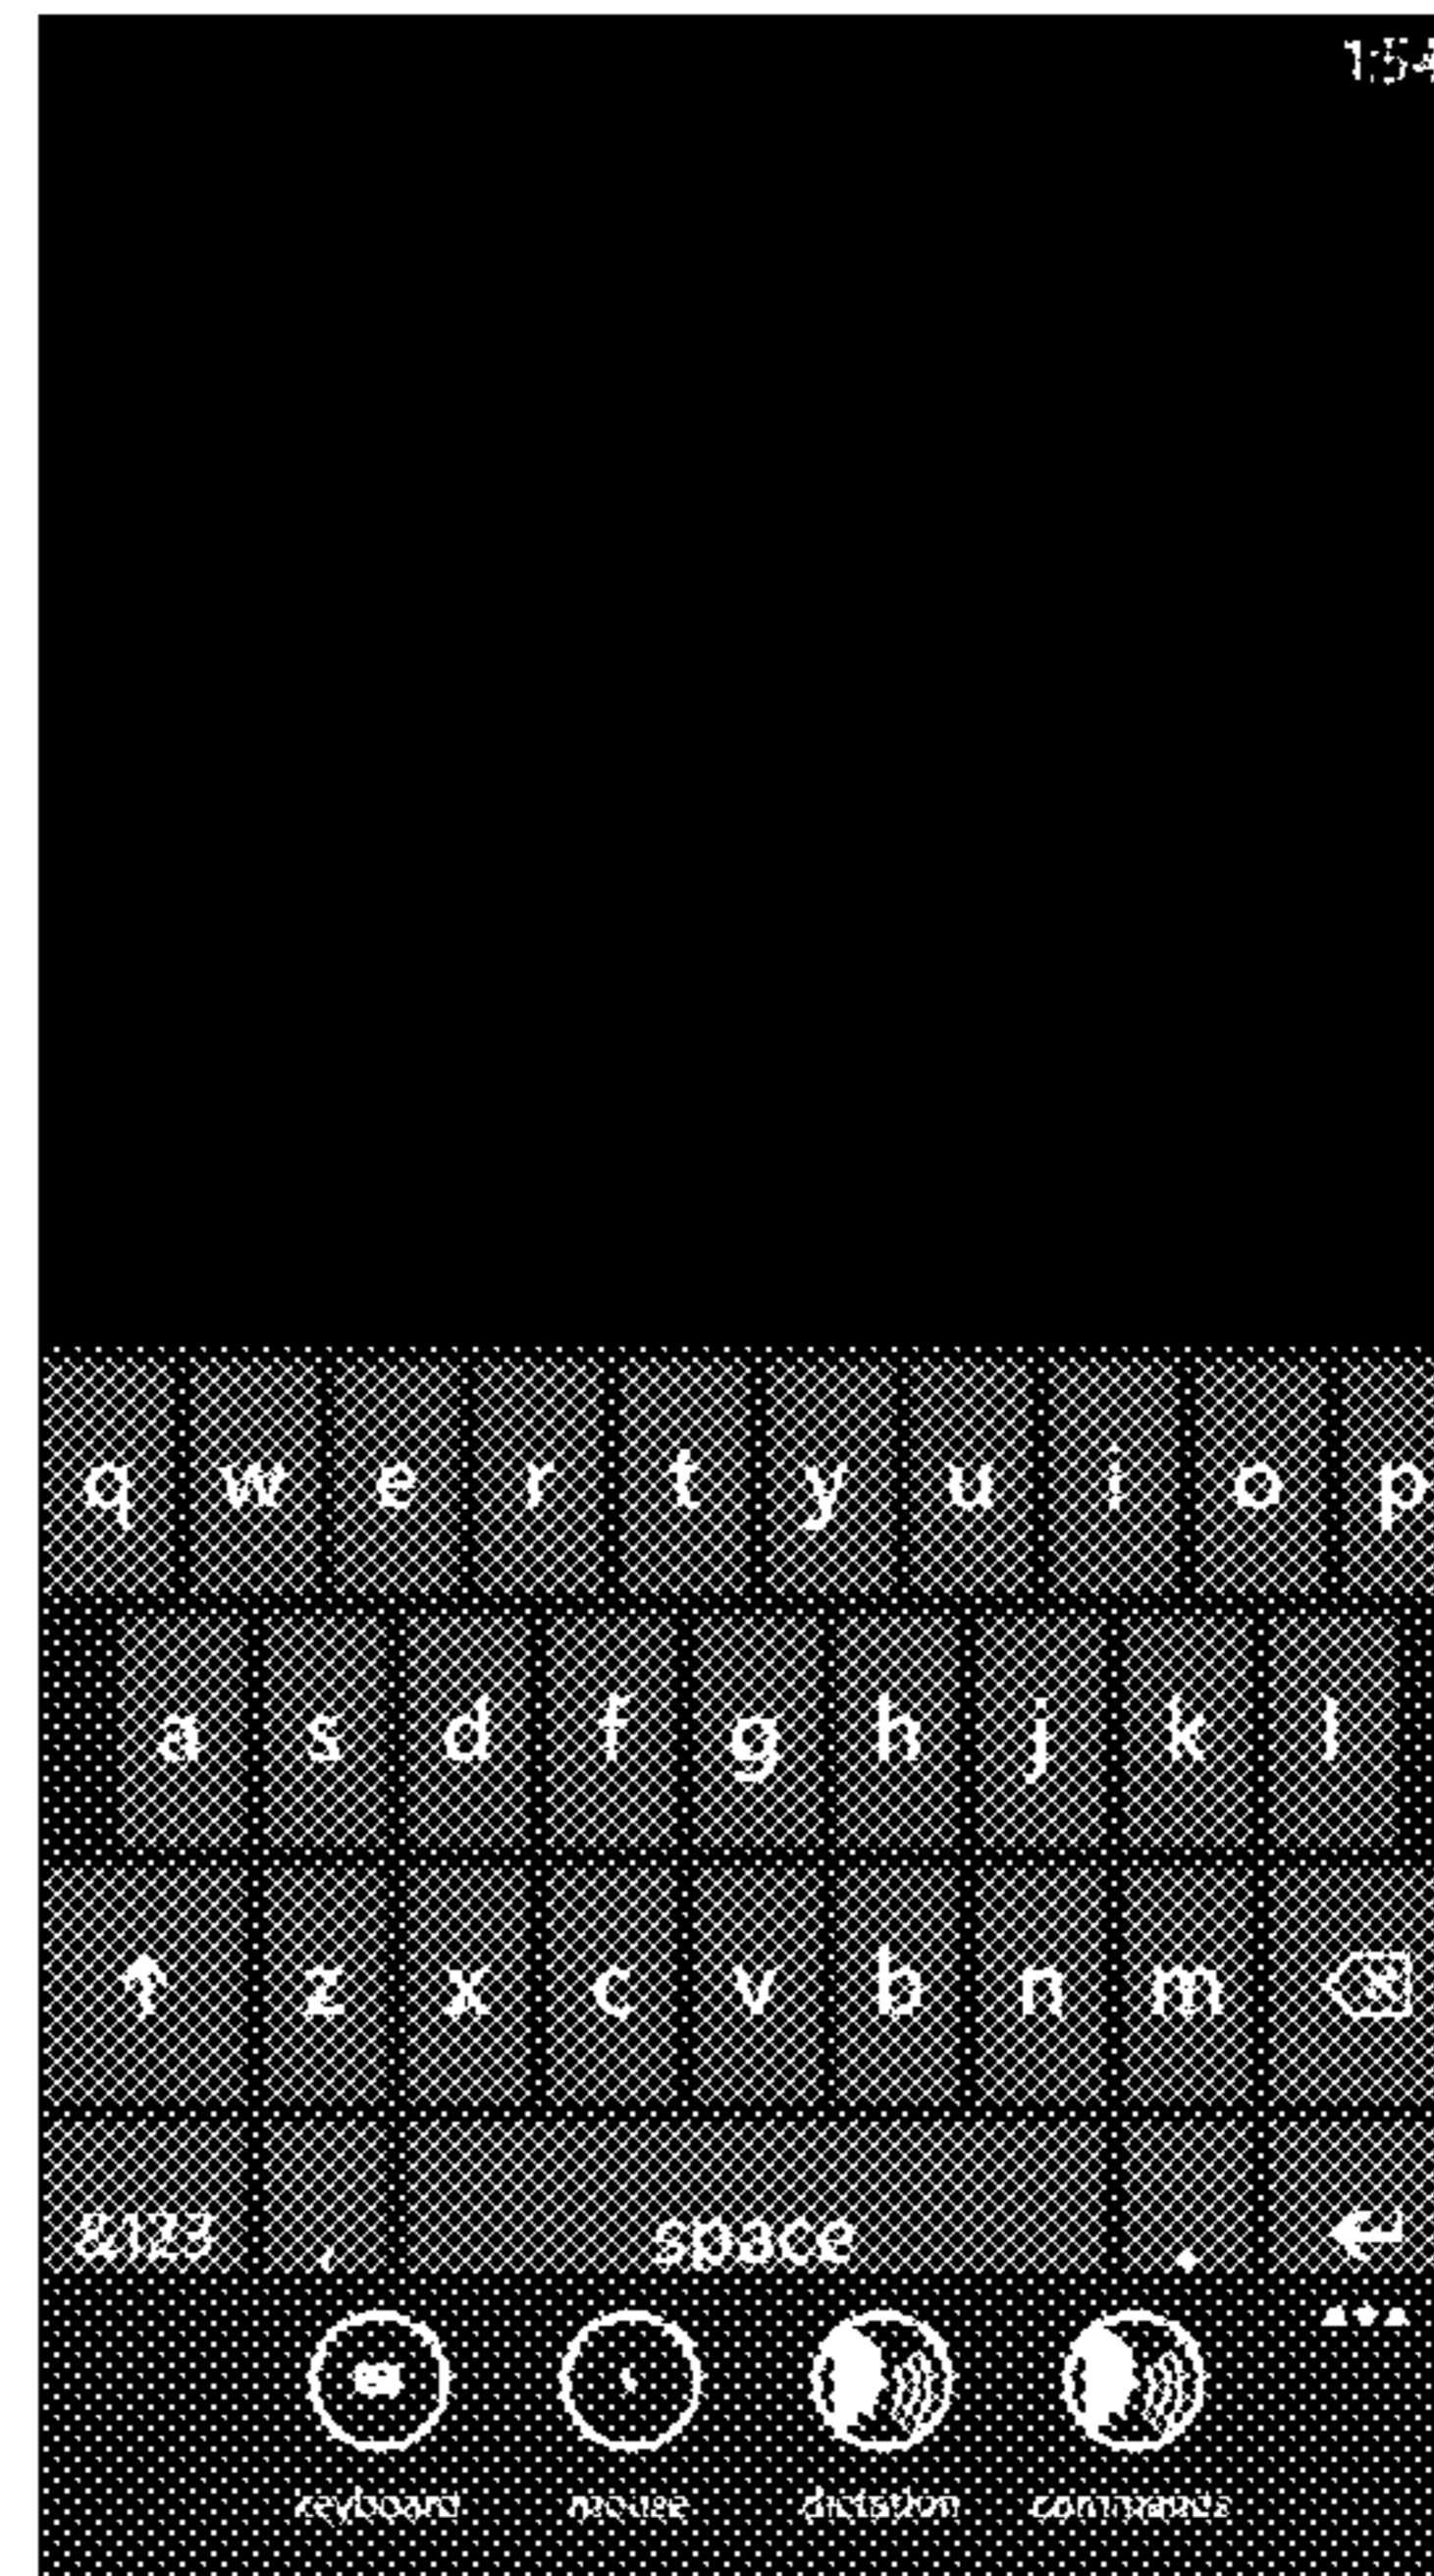 1:54
q w e r t y u i o p
a s d f g h j k l
z x c v b n m
&123 , space .
keyboard mouse dictation commands